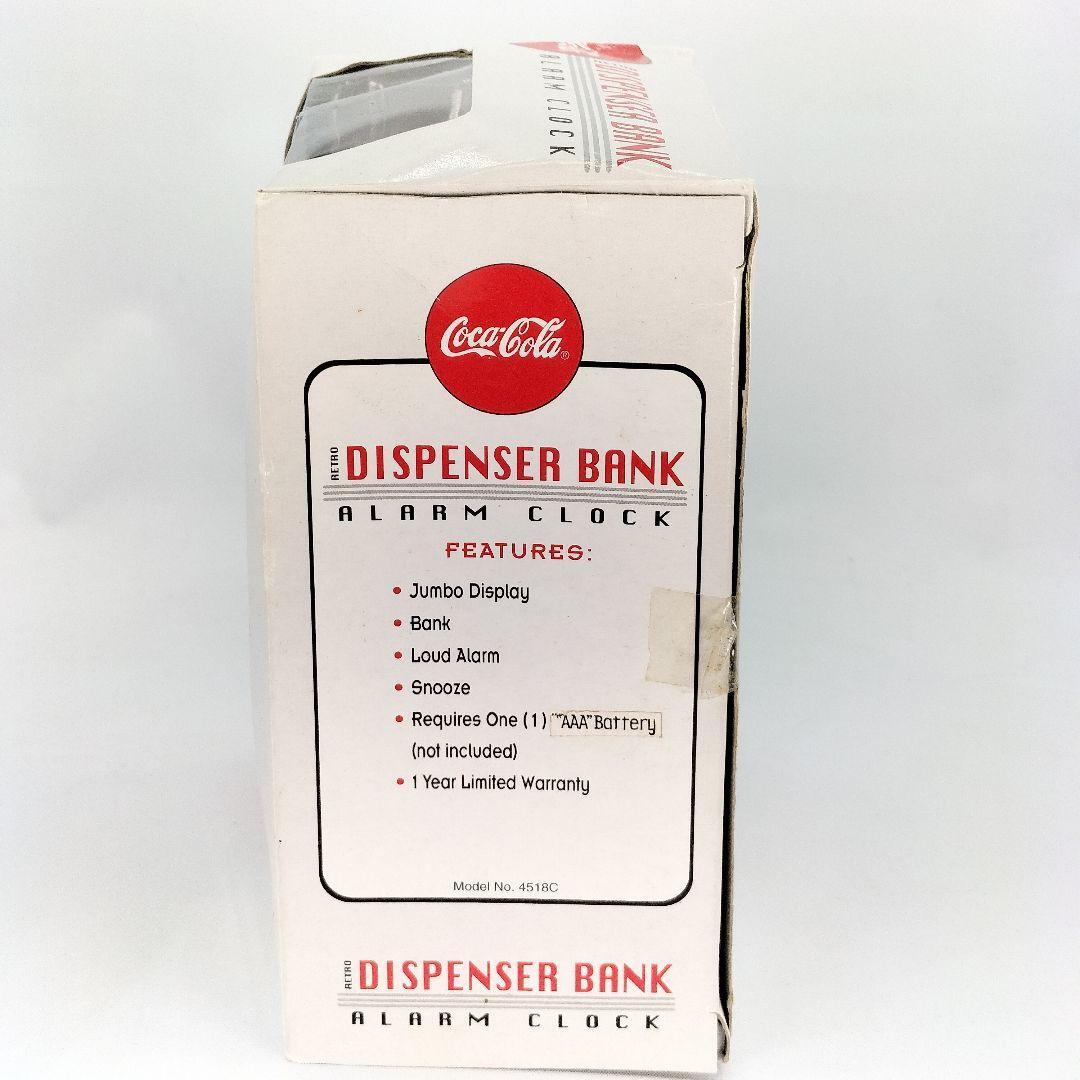 DISPENSER BANK
ALARM CLOCK
Coca-Cola®
RETRO DISPENSER BANK
ALARM CLOCK
FEATURES:
• Jumbo Display
• Bank
• Loud Alarm
• Snooze
• Requires One (1) "AAA" Battery
(not included)
• 1 Year Limited Warranty
Model No. 4518C
RETRO DISPENSER BANK
ALARM CLOCK